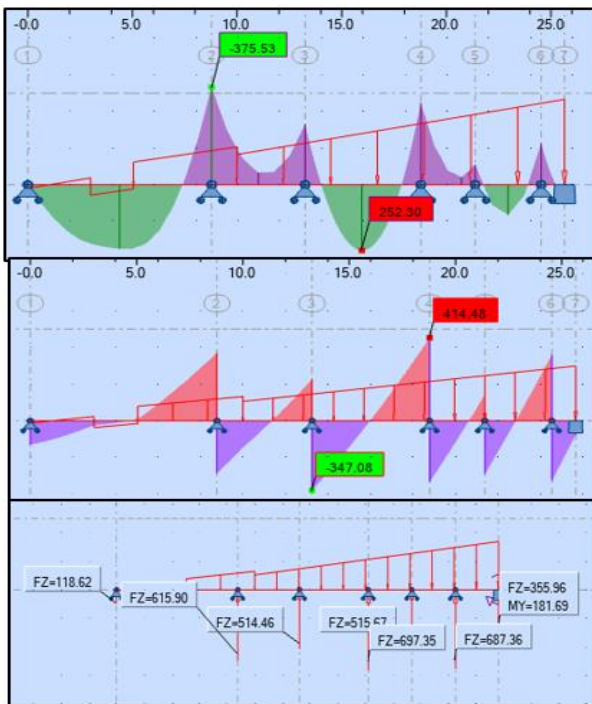 -0.0 5.0 10.0 15.0 20.0 25.0
1 2 3 4 5 6 7
-375.53
252.30
-0.0 5.0 10.0 15.0 20.0 25.0
1 2 3 6 7
414.48
-347.08
FZ=118.62
FZ=615.90
FZ=514.46
FZ=515.67
FZ=697.35
FZ=687.36
FZ=355.96
MY=181.69